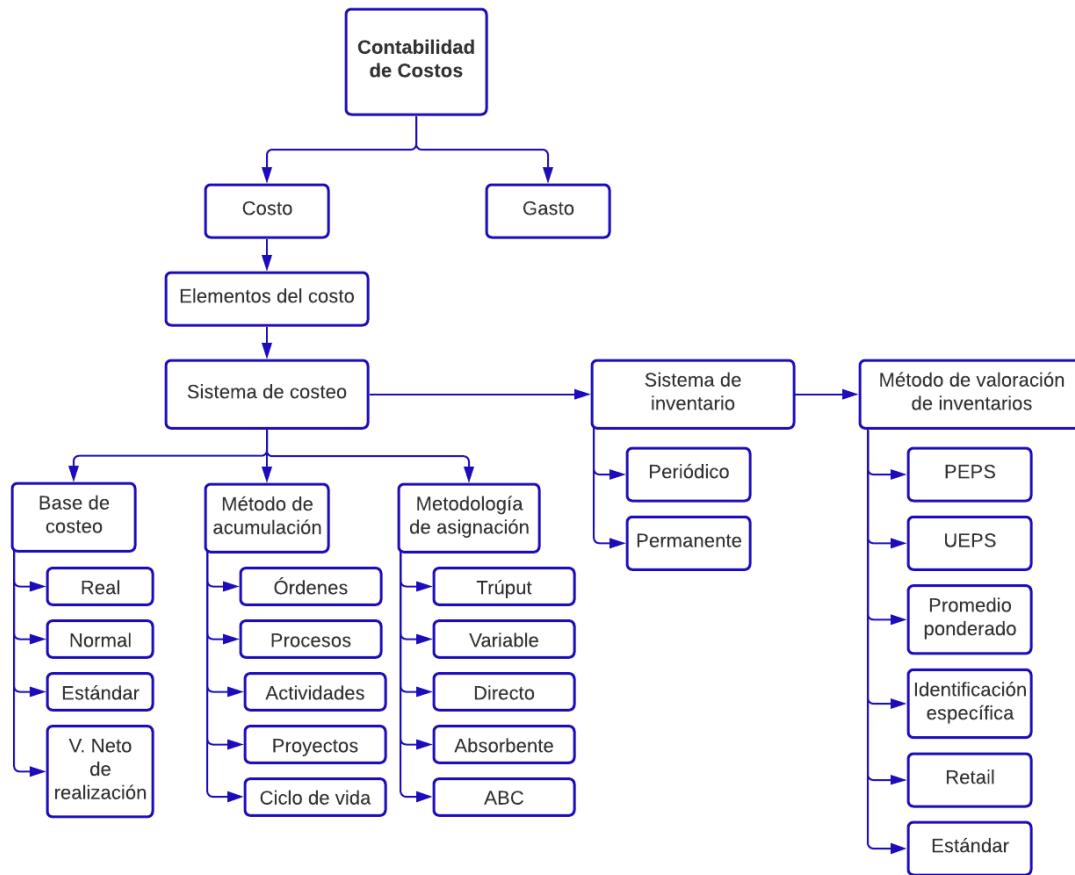 Contabilidad
de Costos
Costo
Gasto
Elementos del costo
Sistema de costeo
Sistema de
inventario
Método de valoración
de inventarios
Periódico
Permanente
PEPS
UEPS
Promedio
ponderado
Identificación
específica
Retail
Estándar
Base de
costeo
Real
Normal
Estándar
V. Neto
de
realización
Método de
acumulación
Órdenes
Procesos
Actividades
Proyectos
Ciclo de vida
Metodología
de asignación
Trúput
Variable
Directo
Absorbente
ABC